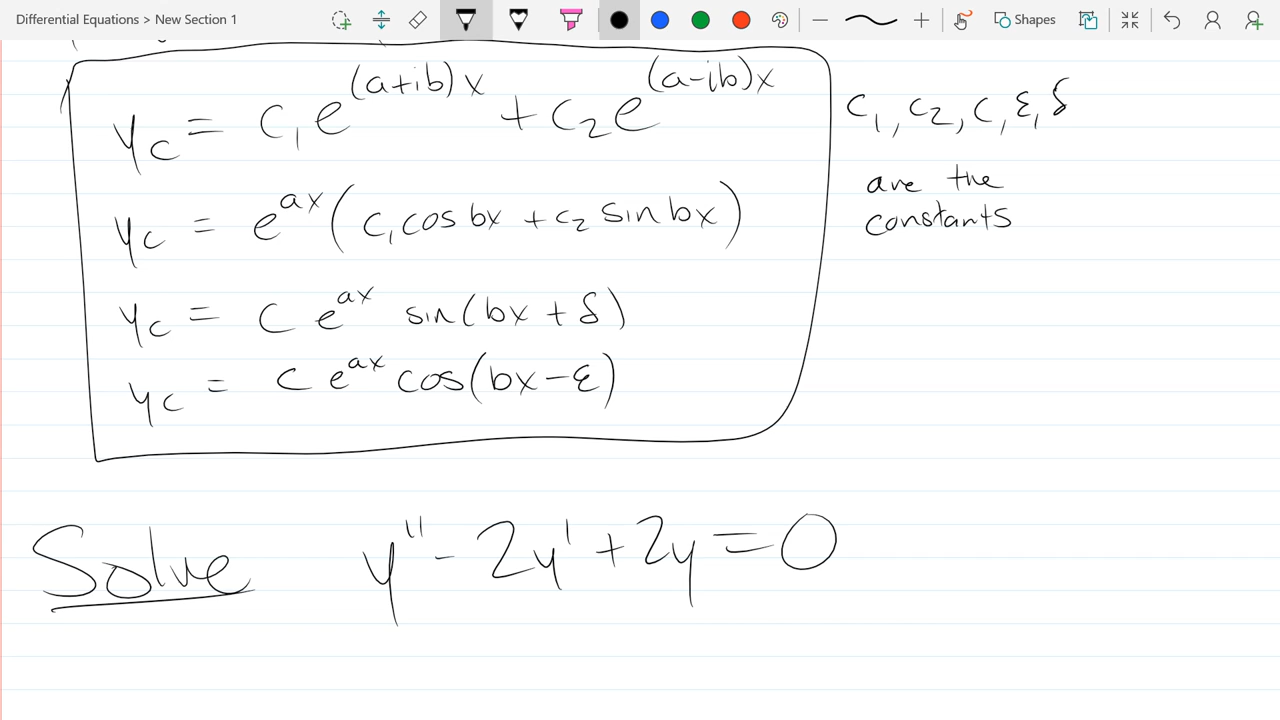 Differential Equations > New Section 1
Shapes
y_c = c_1 e^{(a+ib)x} + c_2 e^{(a-ib)x}
c_1, c_2, c, ε, δ
are the
constants
y_c = e^{ax} (c_1 cos bx + c_2 sin bx)
y_c = c e^{ax} sin(bx + δ)
y_c = c e^{ax} cos(bx - ε)
Solve y'' - 2y' + 2y = 0